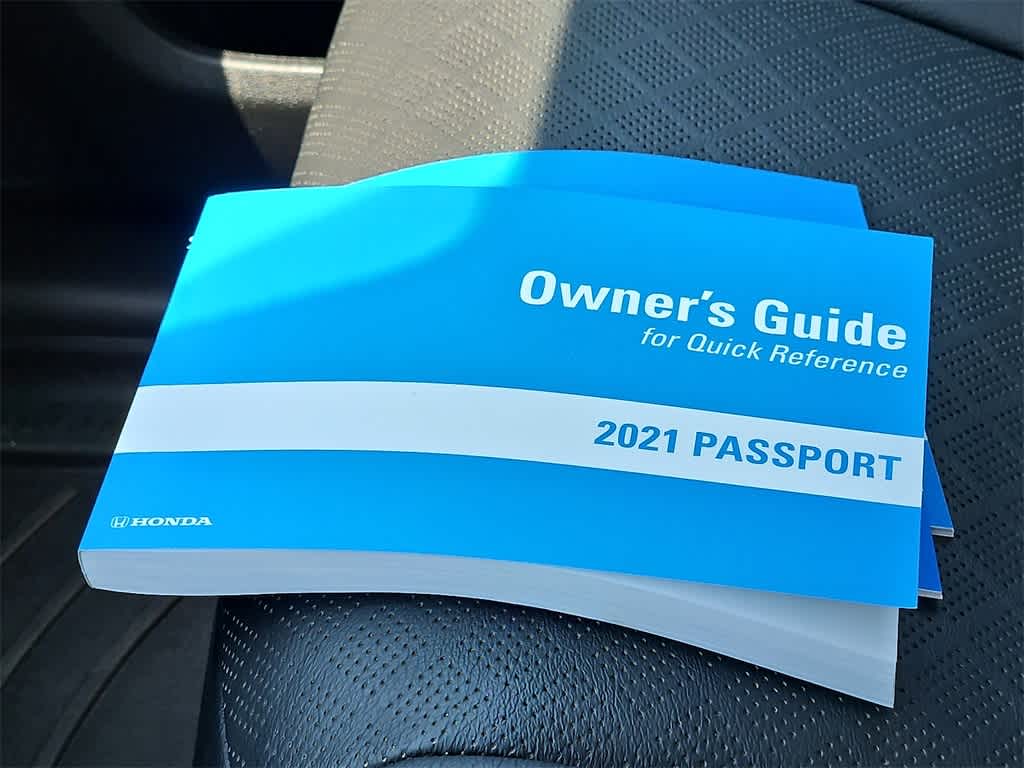 Owner's Guide
for Quick Reference
2021 PASSPORT
HONDA